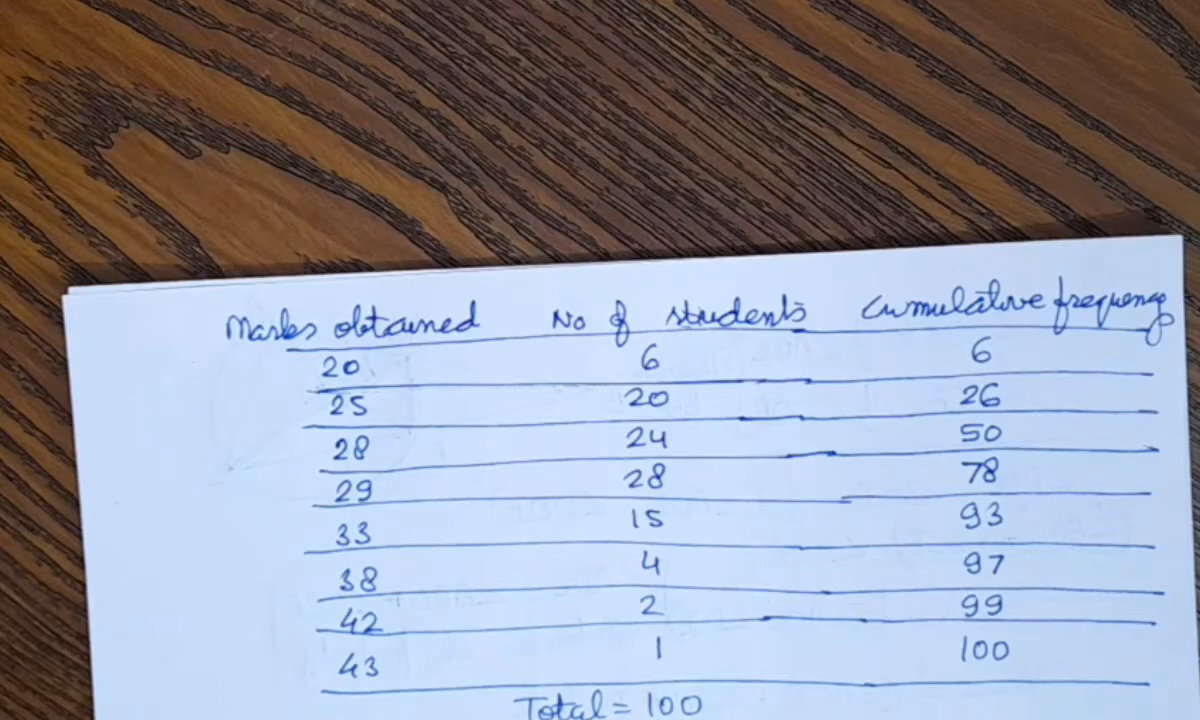 Marks obtained No of students Cumulative frequency
20 6 6
25 20 26
28 24 50
29 28 78
33 15 93
38 4 97
42 2 99
43 1 100
Total = 100